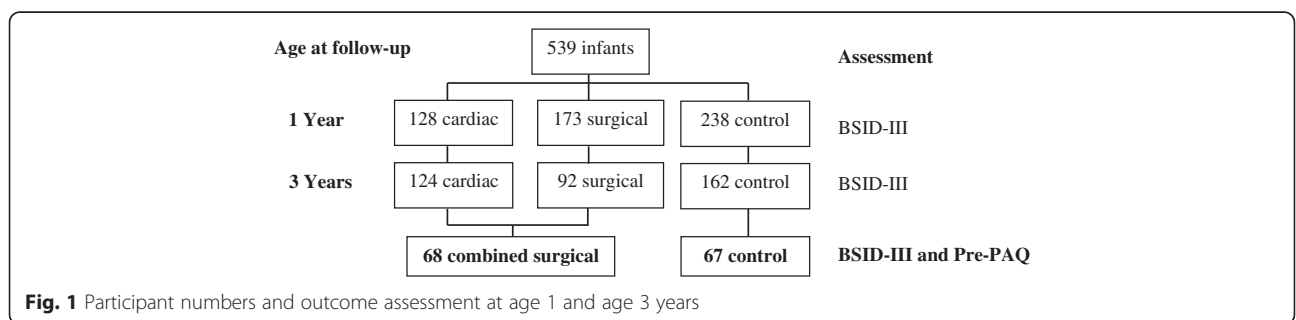 Age at follow-up 539 infants Assessment
1 Year 128 cardiac 173 surgical 238 control BSID-III
3 Years 124 cardiac 92 surgical 162 control BSID-III
68 combined surgical 67 control BSID-III and Pre-PAQ
Fig. 1 Participant numbers and outcome assessment at age 1 and age 3 years